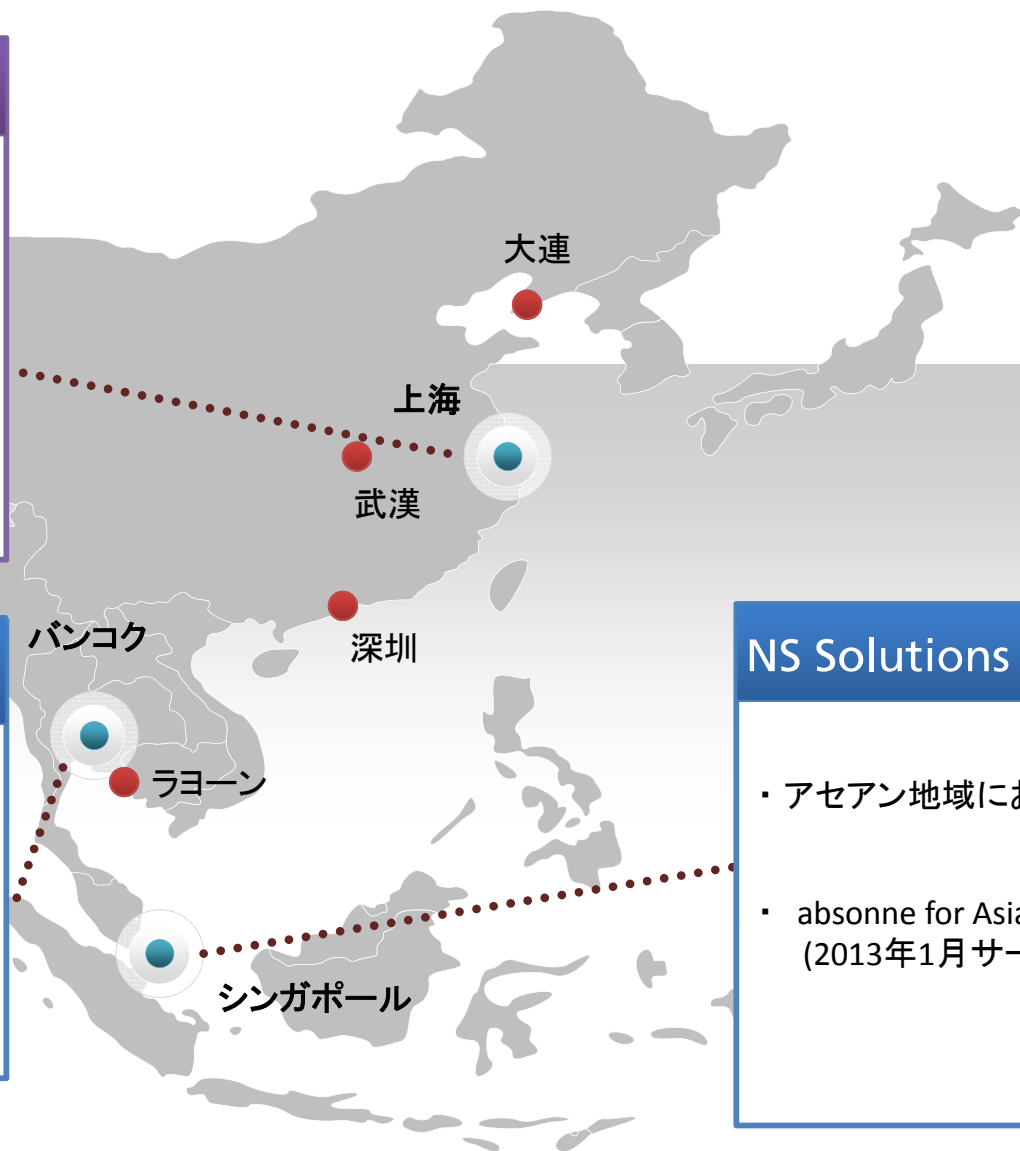 大連
上海
武漢
深圳
バンコク
ラヨーン
シンガポール
NS Solutions
・アセアン地域にお
・ absonne for Asia
(2013年1月サー